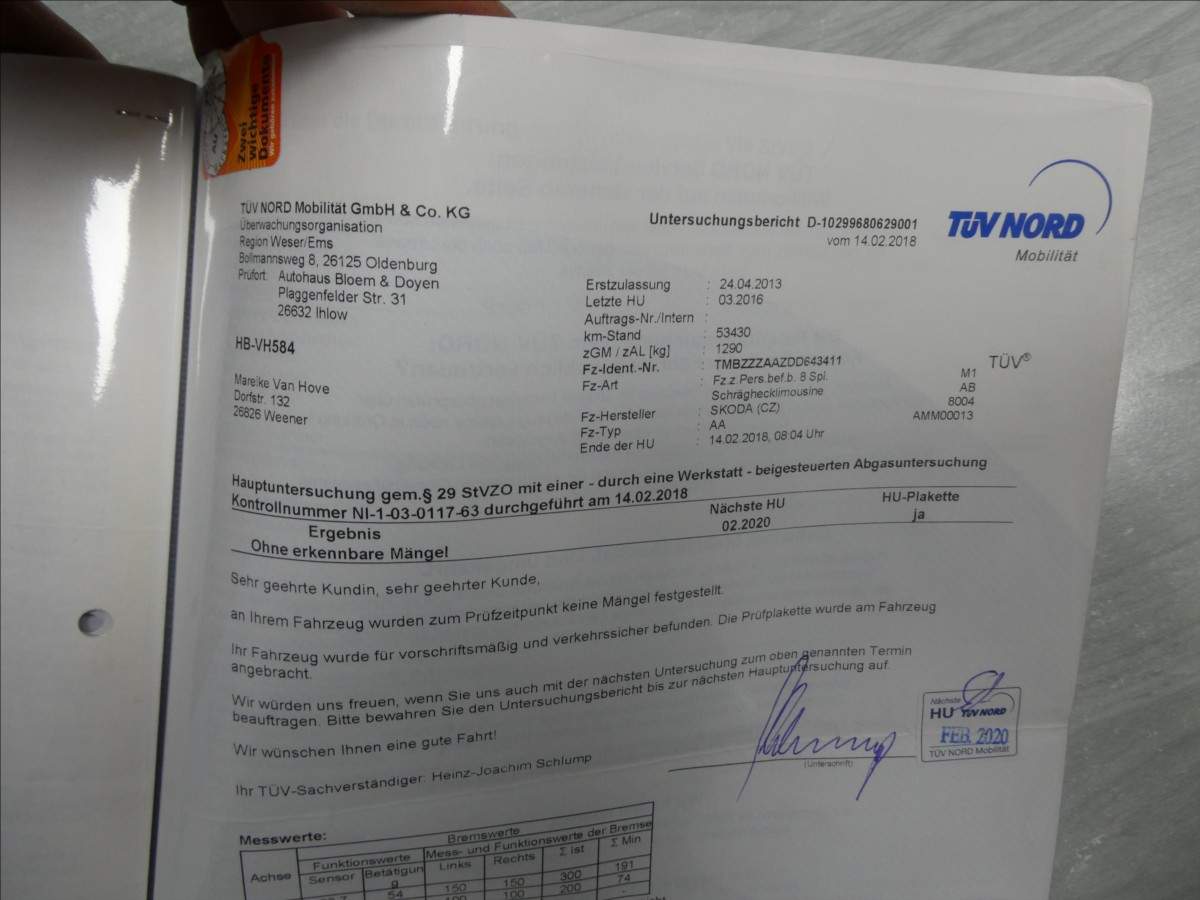 Zwei
wichtige
Dokumente
AU
TÜV NORD Mobilität GmbH & Co. KG
Überwachungsorganisation
Region Weser/Ems
Bollmannsweg 8, 26125 Oldenburg
Prüfort: Autohaus Bloem & Doyen
Plaggenfelder Str. 31
26632 Ihlow
HB-VH584
Mareike Van Hove
Dorfstr. 132
26826 Weener
Untersuchungsbericht D-10299680629001
vom 14.02.2018
TÜV NORD
Mobilität
Erstzulassung : 24.04.2013
Letzte HU : 03.2016
Auftrags-Nr./Intern :
km-Stand : 53430
zGM / zAL [kg] : 1290
Fz-Ident.-Nr. : TMBZZZAAZDD643411
Fz-Art : Fz.z.Pers.bef.b. 8 Spl.
Schräghecklimousine
Fz-Hersteller : SKODA (CZ)
Fz-Typ : AA
Ende der HU : 14.02.2018, 08:04 Uhr
TÜV®
M1
AB
8004
AMM00013
Hauptuntersuchung gem.§ 29 StVZO mit einer - durch eine Werkstatt - beigesteuerten Abgasuntersuchung
Kontrollnummer NI-1-03-0117-63 durchgeführt am 14.02.2018
Ergebnis Nächste HU HU-Plakette
Ohne erkennbare Mängel 02.2020 ja
Sehr geehrte Kundin, sehr geehrter Kunde,
an Ihrem Fahrzeug wurden zum Prüfzeitpunkt keine Mängel festgestellt.
Ihr Fahrzeug wurde für vorschriftsmäßig und verkehrssicher befunden. Die Prüfplakette wurde am Fahrzeug
angebracht.
Wir würden uns freuen, wenn Sie uns auch mit der nächsten Untersuchung zum oben genannten Termin
beauftragen. Bitte bewahren Sie den Untersuchungsbericht bis zur nächsten Hauptuntersuchung auf.
Wir wünschen Ihnen eine gute Fahrt!
Ihr TÜV-Sachverständiger: Heinz-Joachim Schlump
(Unterschrift)
Nächste
HU TÜV NORD
FEB. 2020
TÜV NORD Mobilität
Messwerte:
Bremswerte
Funktionswerte Mess- und Funktionswerte der Bremse
Achse Sensor Betätigun Links Rechts Σ Ist Σ Min
g 150 150 300 191
54 100 200 74